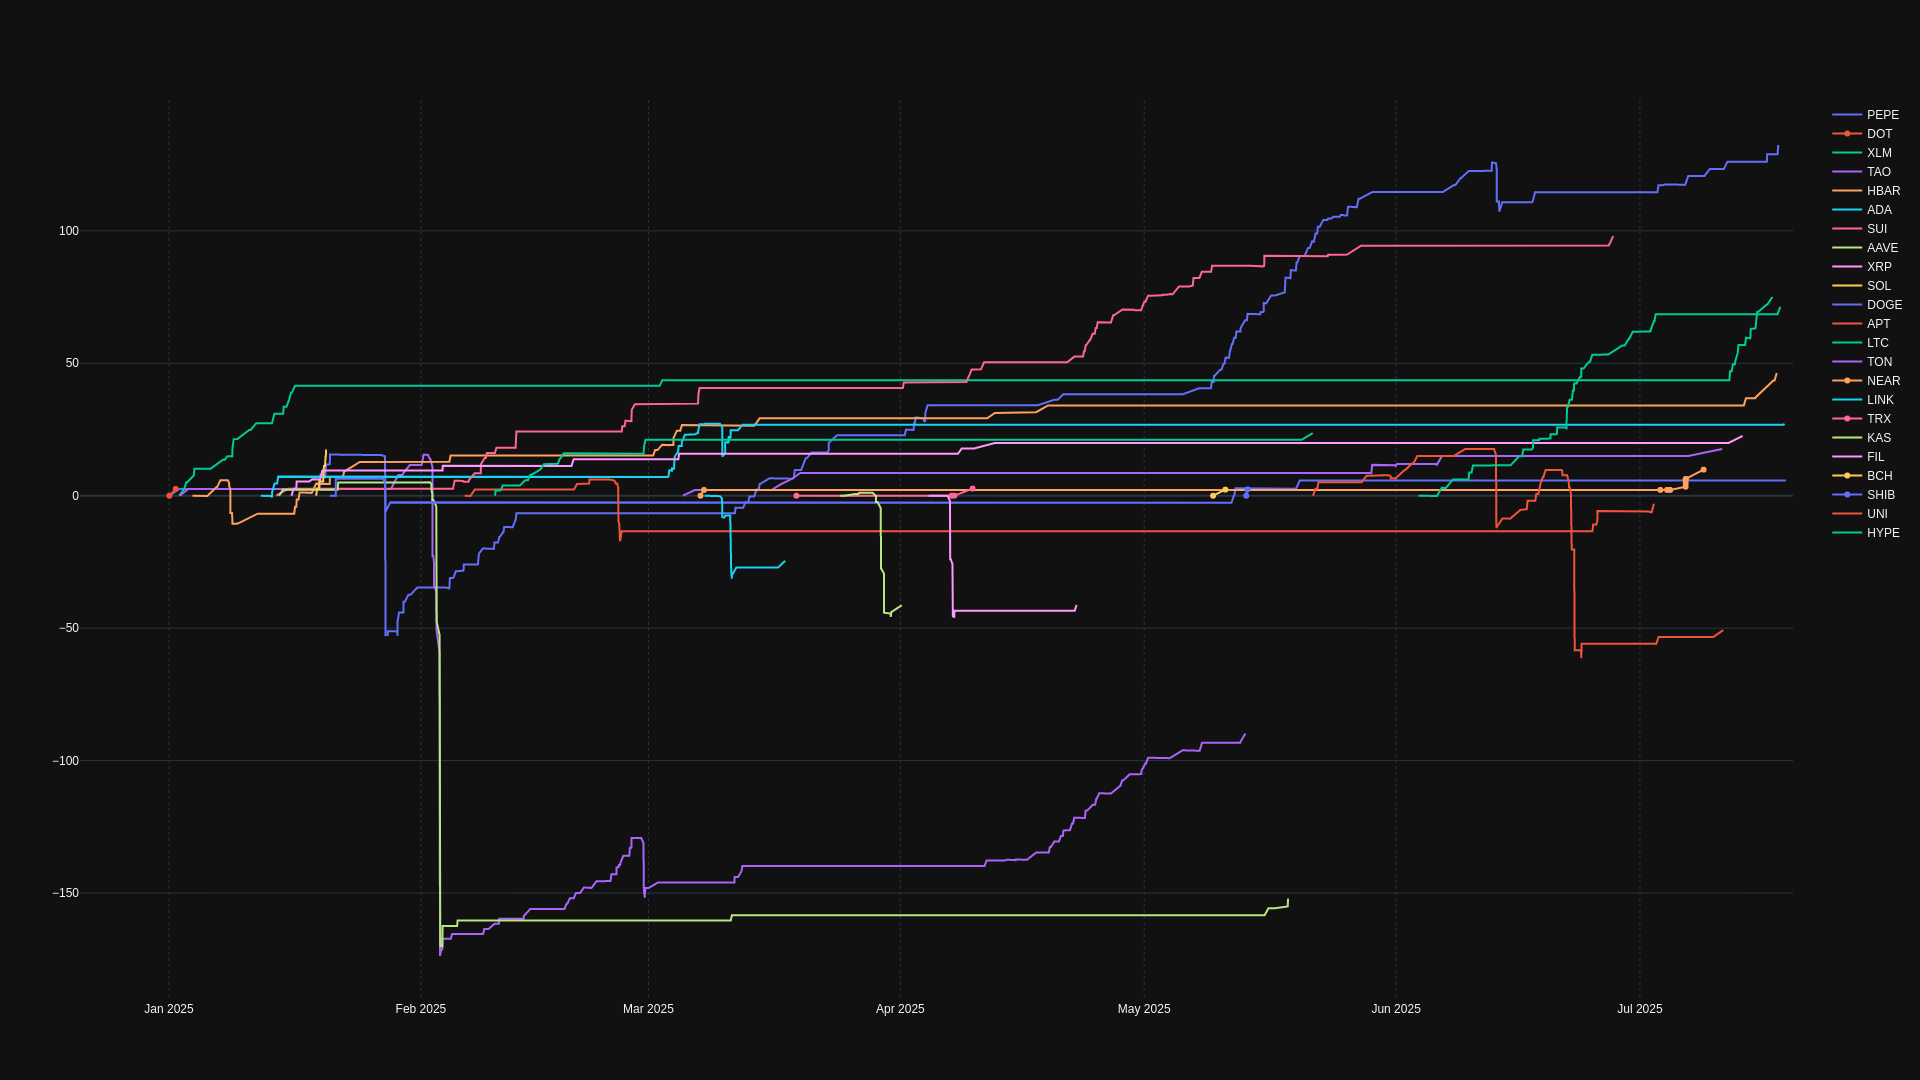 100
50
0
−50
−100
−150
Jan 2025
Feb 2025
Mar 2025
Apr 2025
May 2025
Jun 2025
Jul 2025
PEPE
DOT
XLM
TAO
HBAR
ADA
SUI
AAVE
XRP
SOL
DOGE
APT
LTC
TON
NEAR
LINK
TRX
KAS
FIL
BCH
SHIB
UNI
HYPE